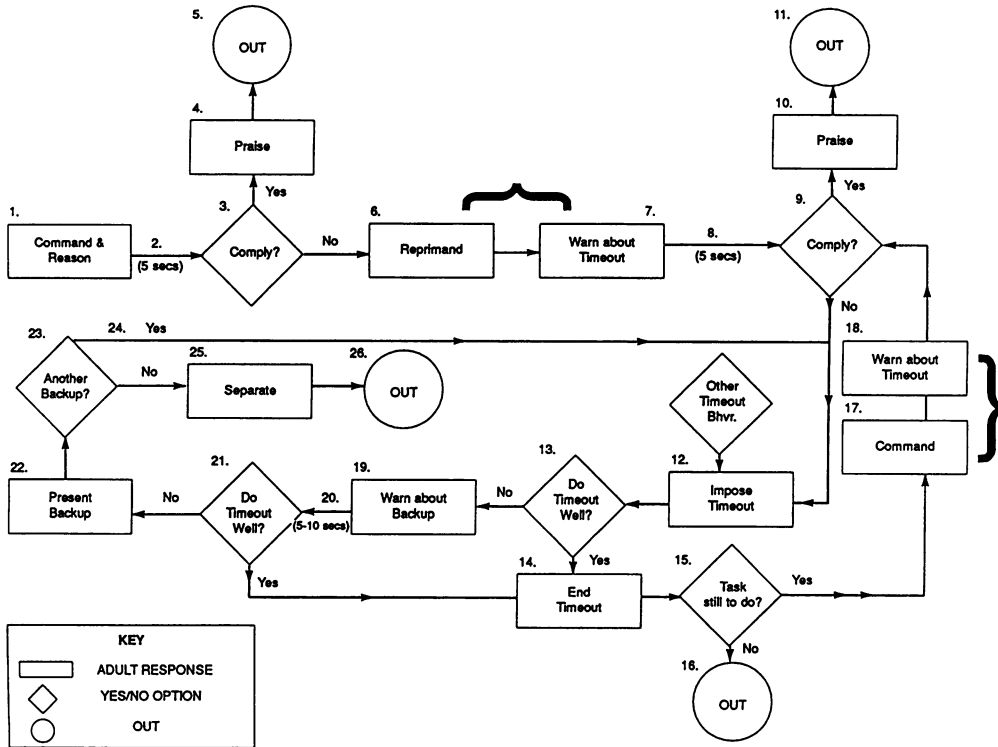 5.
OUT
4.
Praise
Yes
11.
OUT
10.
Praise
Yes
1.
Command &
Reason
2.
(5 secs)
3.
Comply?
No
6.
Reprimand
7.
Warn about
Timeout
8.
(5 secs)
9.
Comply?
No
23.
Another
Backup?
24.
Yes
No
25.
Separate
26.
OUT
Other
Timeout
Bhvr.
18.
Warn about
Timeout
17.
Command
22.
Present
Backup
No
21.
Do
Timeout
Well?
Yes
20.
(5-10 secs)
19.
Warn about
Backup
No
13.
Do
Timeout
Well?
Yes
12.
Impose
Timeout
14.
End
Timeout
15.
Task
still to do?
Yes
No
16.
OUT
KEY
ADULT RESPONSE
YES/NO OPTION
OUT